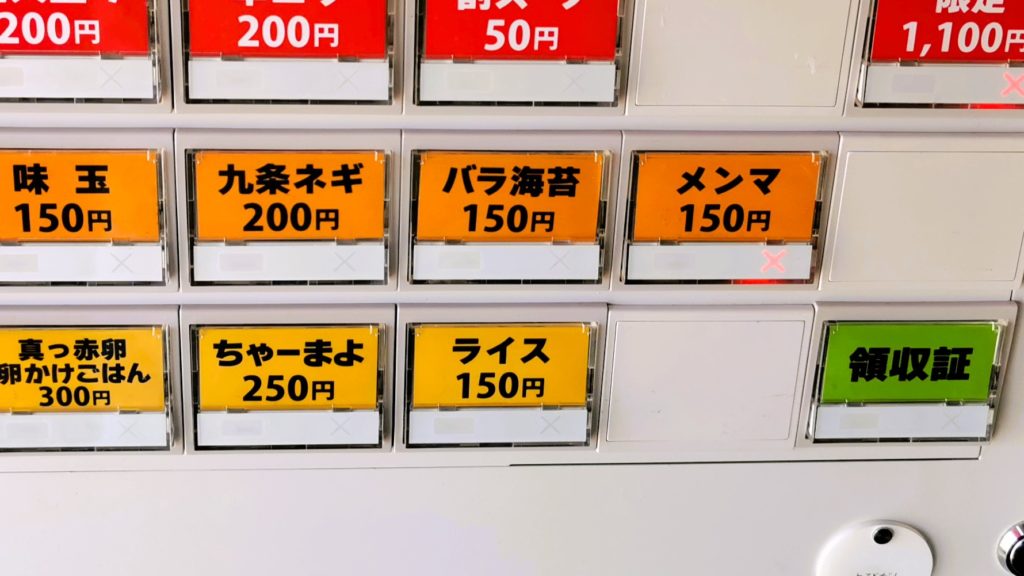 200円
200円
50円
1,100円
味玉
150円
九条ネギ
200円
バラ海苔
150円
メンマ
150円
真っ赤卵
卵かけごはん
300円
ちゃーまよ
250円
ライス
150円
領収証